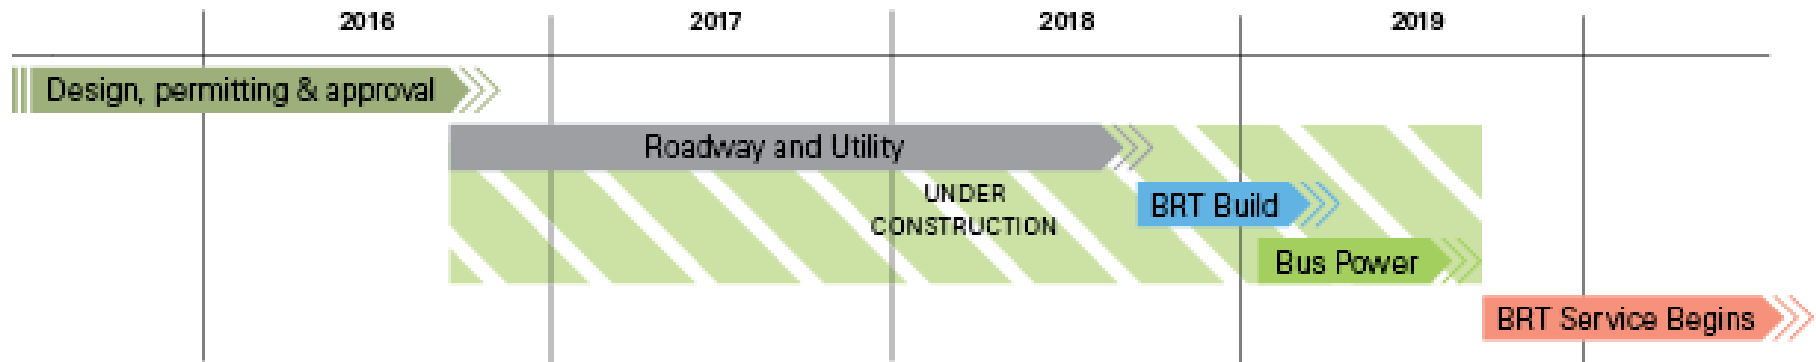 2016 2017 2018 2019
Design, permitting & approval
Roadway and Utility
UNDER
CONSTRUCTION
BRT Build
Bus Power
BRT Service Begins